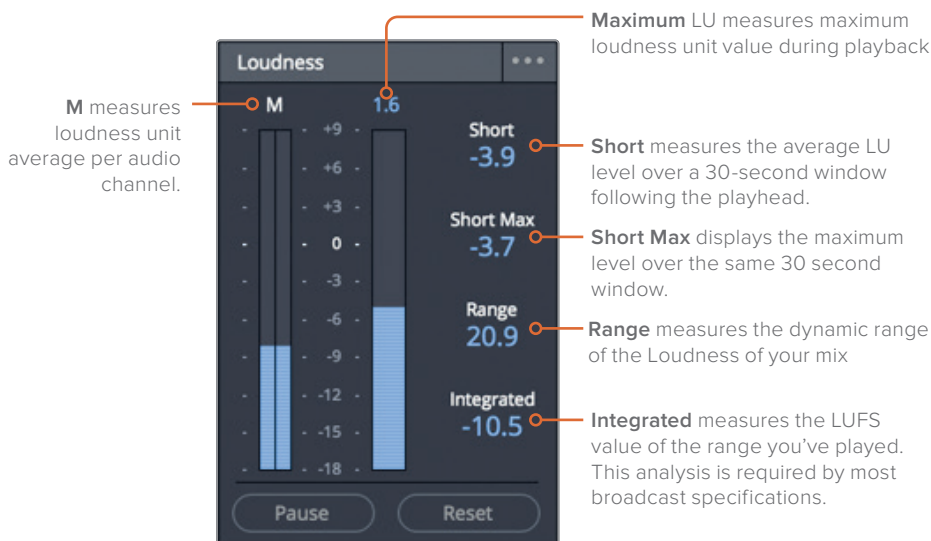 Maximum LU measures maximum
loudness unit value during playback
Loudness
M measures
loudness unit
average per audio
channel.
M
1.6
+9
+6
+3
0
-3
-6
-9
-12
-15
-18
Short
-3.9
Short Max
-3.7
Range
20.9
Integrated
-10.5
Short measures the average LU
level over a 30-second window
following the playhead.
Short Max displays the maximum
level over the same 30 second
window.
Range measures the dynamic range
of the Loudness of your mix
Integrated measures the LUFS
value of the range you’ve played.
This analysis is required by most
broadcast specifications.
Pause
Reset